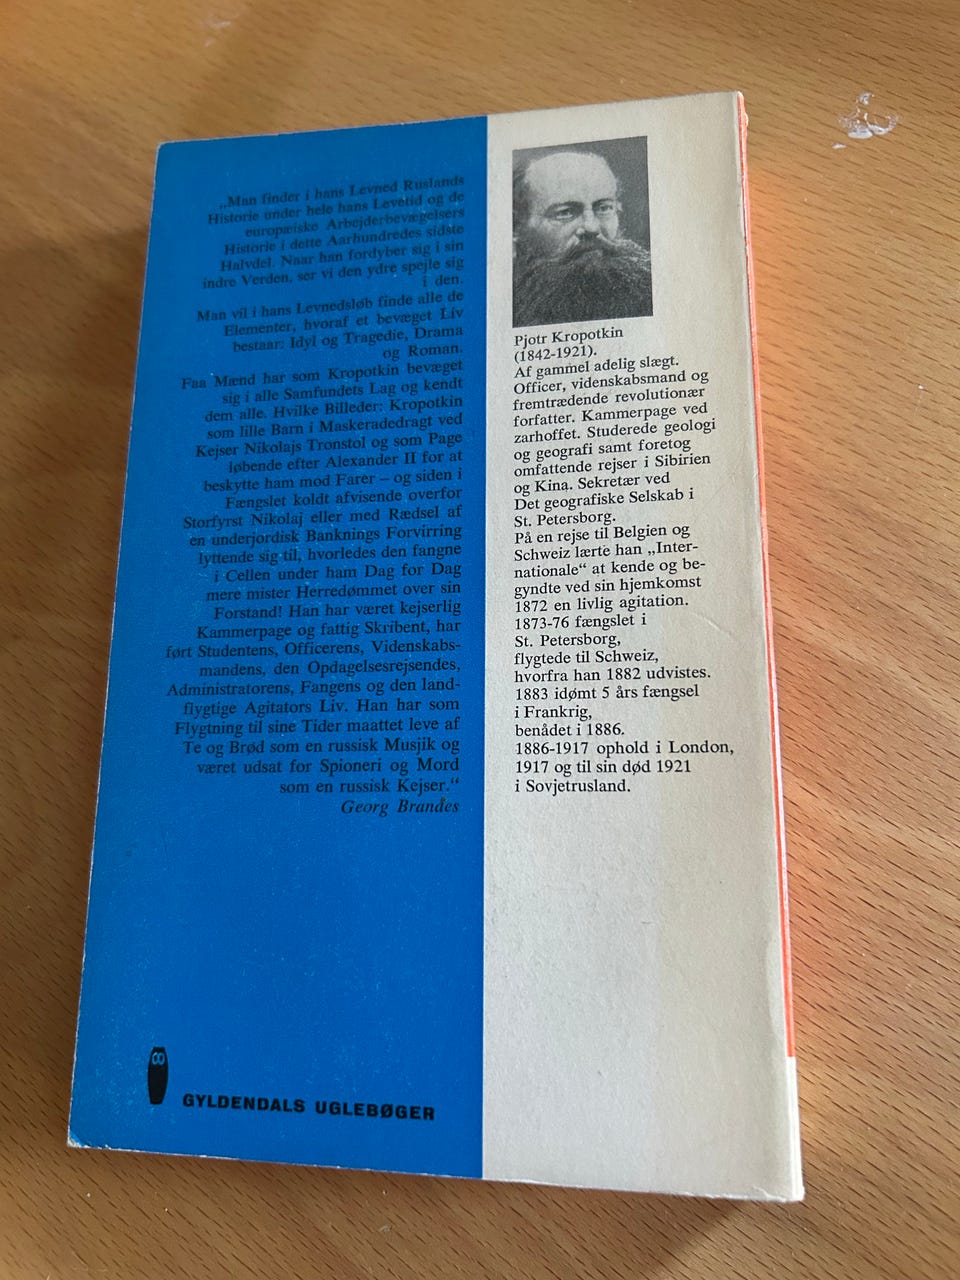 „Man finder i hans Levned Ruslands
Historie under hele hans Levetid og de
europæiske Arbejderbevægelsers
Historie i dette Aarhundredes sidste
Halvdel. Naar han fordyber sig i sin
indre Verden, ser vi den ydre spejle sig
i den.
Man vil i hans Levnedsløb finde alle de
Elementer, hvoraf et bevæget Liv
bestaar: Idyl og Tragedie, Drama
og Roman.
Faa Mænd har som Kropotkin bevæget
sig i alle Samfundets Lag og kendt
dem alle. Hvilke Billeder: Kropotkin
som lille Barn i Maskeradedragt ved
Kejser Nikolajs Tronstol og som Page
løbende efter Alexander II for at
beskytte ham mod Farer – og siden i
Fængslet koldt afvisende overfor
Storfyrst Nikolaj eller med Rædsel af
en underjordisk Banknings Forvirring
lyttende sig til, hvorledes den fangne
i Cellen under ham Dag for Dag
mere mister Herredømmet over sin
Forstand! Han har været kejserlig
Kammerpage og fattig Skribent, har
ført Studentens, Officerens, Videnskabs-
mandens, den Opdagelsesrejsendes,
Administratorens, Fangens og den land-
flygtige Agitators Liv. Han har som
Flygtning til sine Tider maattet leve af
Te og Brød som en russisk Musjik og
været udsat for Spioneri og Mord
som en russisk Kejser.“
Georg Brandes
GYLDENDALS UGLEBØGER
Pjotr Kropotkin
(1842-1921).
Af gammel adelig slægt.
Officer, videnskabsmand og
fremtrædende revolutionær
forfatter. Kammerpage ved
zarhoffet. Studerede geologi
og geografi samt foretog
omfattende rejser i Sibirien
og Kina. Sekretær ved
Det geografiske Selskab i
St. Petersborg.
På en rejse til Belgien og
Schweiz lærte han „Inter-
nationale“ at kende og be-
gyndte ved sin hjemkomst
1872 en livlig agitation.
1873-76 fængslet i
St. Petersborg,
flygtede til Schweiz,
hvorfra han 1882 udvistes.
1883 idømt 5 års fængsel
i Frankrig,
benådet i 1886.
1886-1917 ophold i London,
1917 og til sin død 1921
i Sovjetrusland.